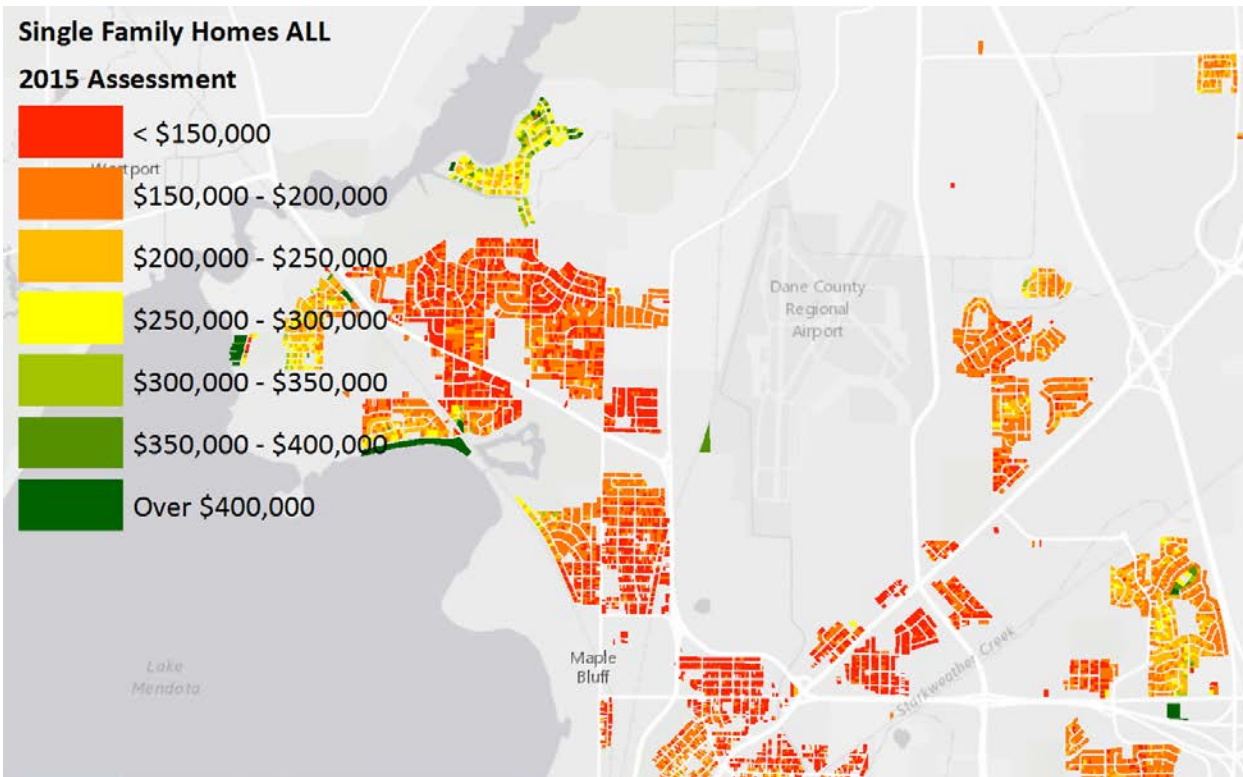 Single Family Homes ALL
2015 Assessment
< $150,000
Westport
$150,000 - $200,000
$200,000 - $250,000
$250,000 - $300,000
$300,000 - $350,000
$350,000 - $400,000
Over $400,000
Dane County
Regional
Airport
Maple
Bluff
Lake
Mendota
Starkweather Creek